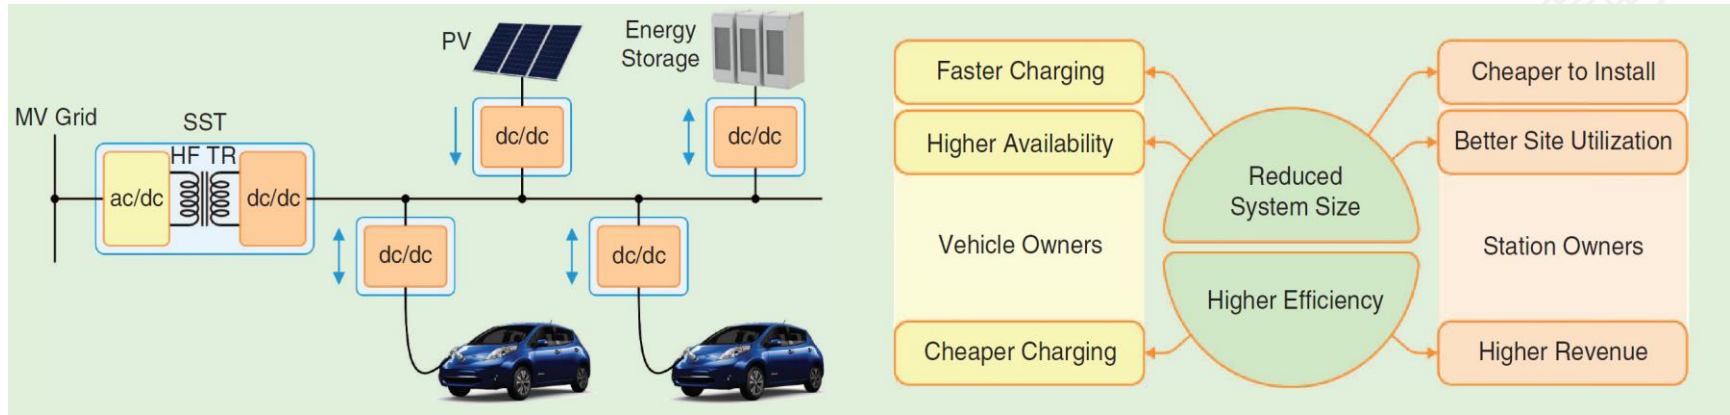 PV
Energy
Storage
MV Grid
SST
HF TR
ac/dc
dc/dc
dc/dc
dc/dc
dc/dc
dc/dc
Faster Charging
Higher Availability
Vehicle Owners
Cheaper Charging
Reduced
System Size
Higher Efficiency
Cheaper to Install
Better Site Utilization
Station Owners
Higher Revenue